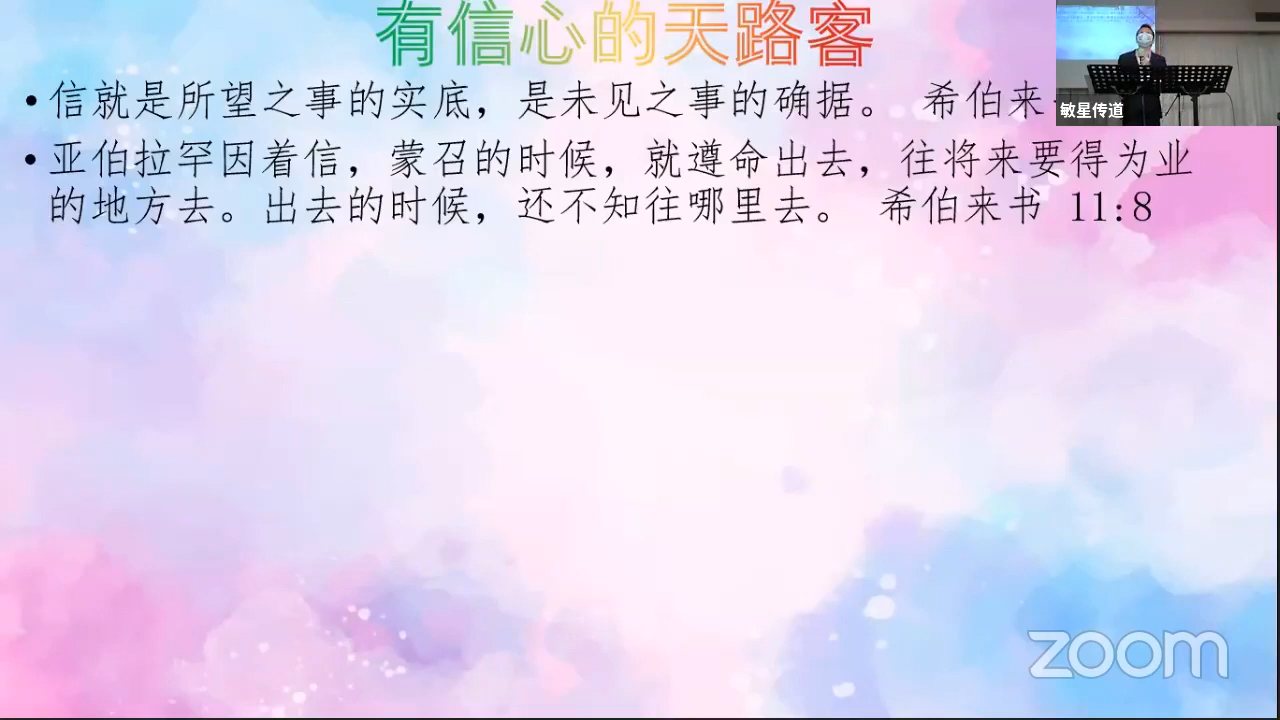 有信心的天路客
• 信就是所望之事的实底，是未见之事的确据。 希伯来
敏星传道
• 亚伯拉罕因着信，蒙召的时候，就遵命出去，往将来要得为业
的地方去。出去的时候，还不知往哪里去。 希伯来书 11:8
zoom